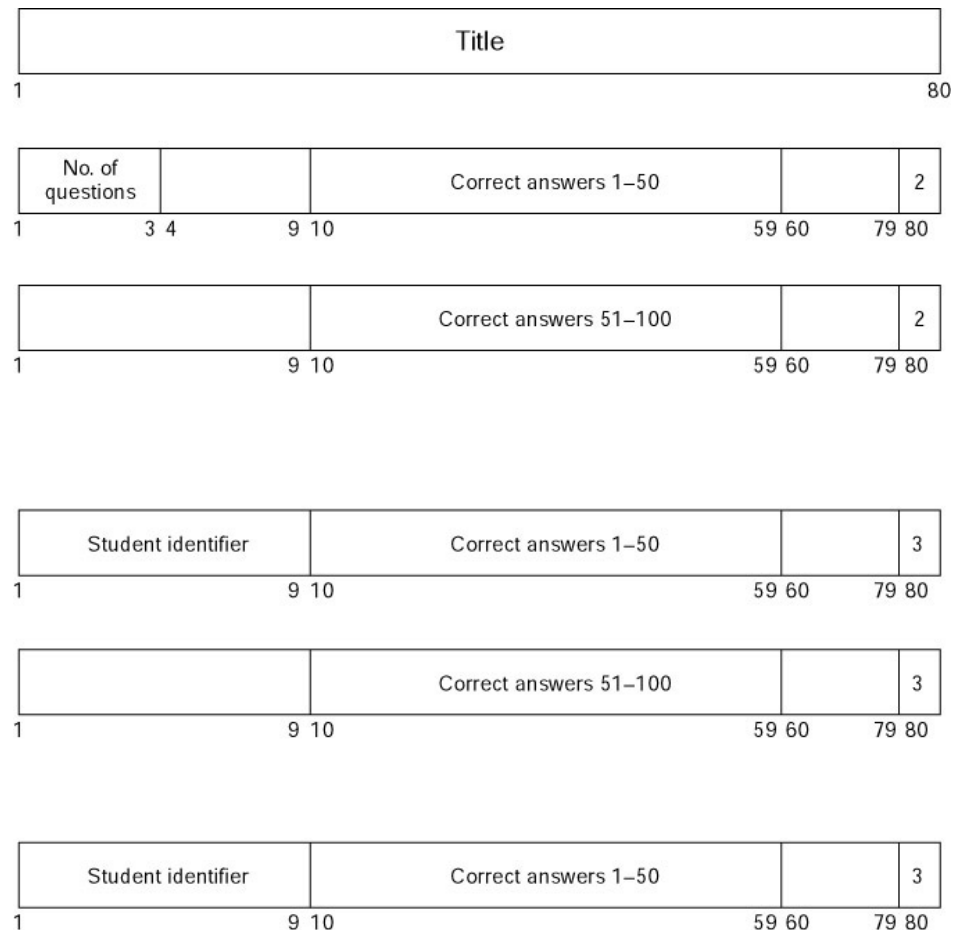 Title
1 80
No. of
questions
Correct answers 1–50 2
1 3 4 9 10 59 60 79 80
Correct answers 51–100 2
1 9 10 59 60 79 80
Student identifier Correct answers 1–50 3
1 9 10 59 60 79 80
Correct answers 51–100 3
1 9 10 59 60 79 80
Student identifier Correct answers 1–50 3
1 9 10 59 60 79 80